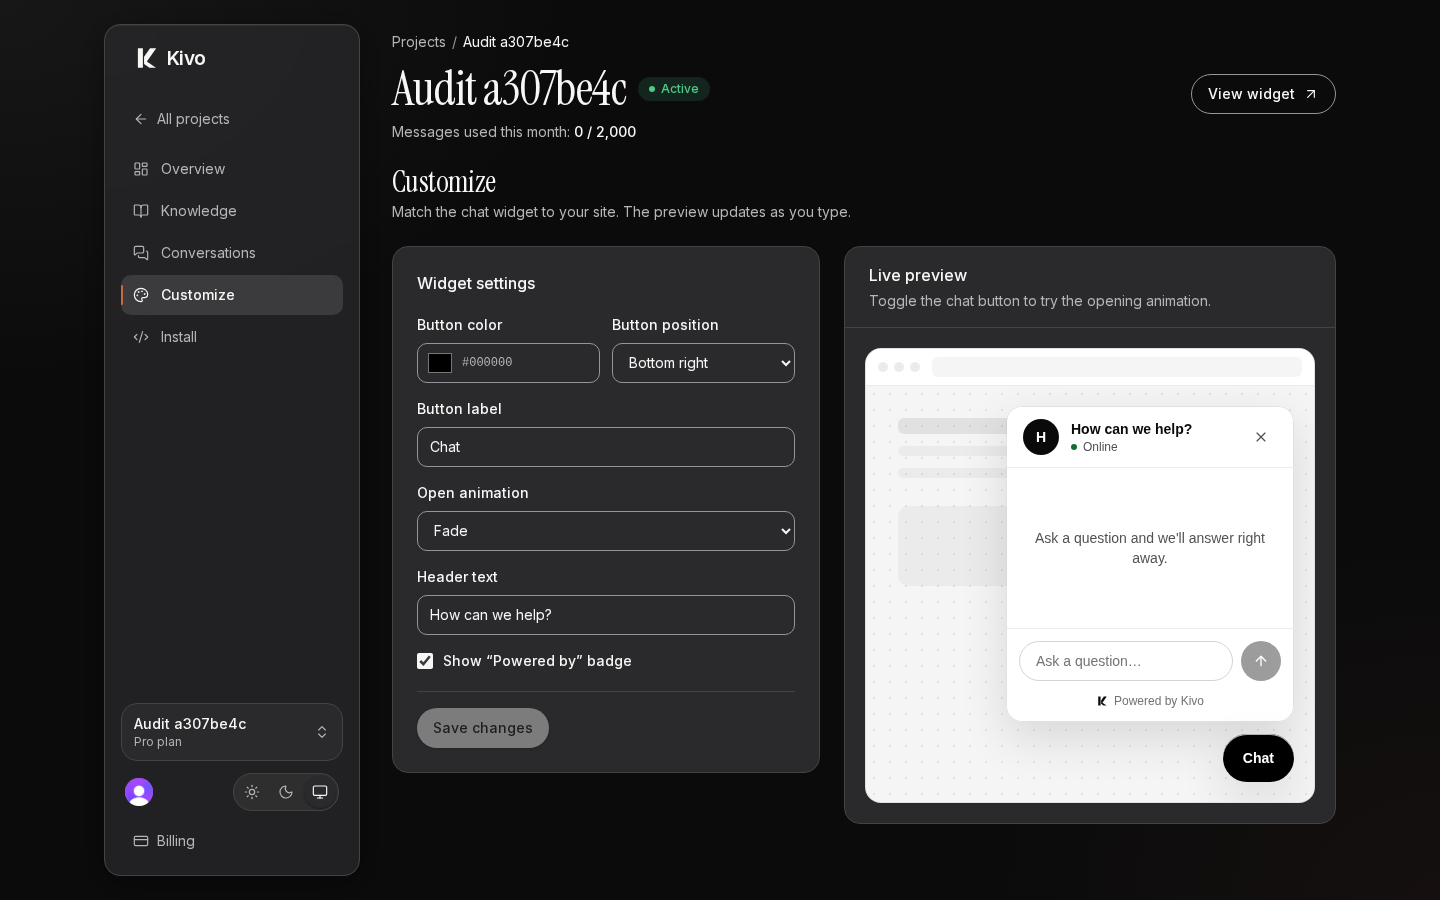 Kivo
All projects
Overview
Knowledge
Conversations
Customize
Install
Audit a307be4c
Pro plan
Billing
Projects / Audit a307be4c
Audit a307be4c
Active
View widget
Messages used this month: 0 / 2,000
Customize
Match the chat widget to your site. The preview updates as you type.
Widget settings
Button color
Button position
#000000
Bottom right
Button label
Chat
Open animation
Fade
Header text
How can we help?
Show “Powered by” badge
Save changes
Live preview
Toggle the chat button to try the opening animation.
H
How can we help?
Online
Ask a question and we'll answer right
away.
Ask a question…
Powered by Kivo
Chat